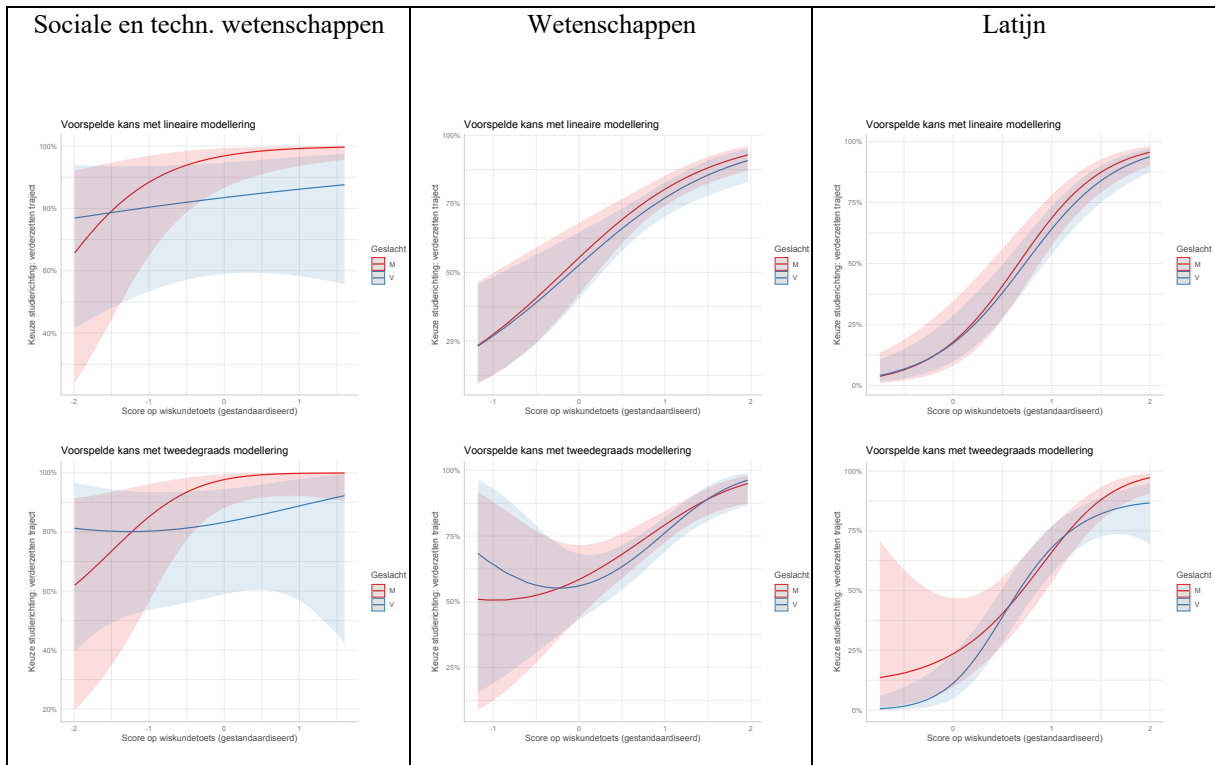 Sociale en techn. wetenschappen
Wetenschappen
Latijn
Voorspelde kans met lineaire modellering
100%
80%
60%
40%
-2
-1
0
1
Keuze studierichting: verderzetten traject
Score op wiskundetoets (gestandaardiseerd)
Geslacht
M
V
Voorspelde kans met lineaire modellering
100%
75%
50%
25%
-1
0
1
2
Keuze studierichting: verderzetten traject
Score op wiskundetoets (gestandaardiseerd)
Geslacht
M
V
Voorspelde kans met lineaire modellering
100%
75%
50%
25%
0%
0
1
2
Keuze studierichting: verderzetten traject
Score op wiskundetoets (gestandaardiseerd)
Geslacht
M
V
Voorspelde kans met tweedegraads modellering
100%
80%
60%
40%
20%
-2
-1
0
1
Keuze studierichting: verderzetten traject
Score op wiskundetoets (gestandaardiseerd)
Geslacht
M
V
Voorspelde kans met tweedegraads modellering
100%
75%
50%
25%
-1
0
1
2
Keuze studierichting: verderzetten traject
Score op wiskundetoets (gestandaardiseerd)
Geslacht
M
V
Voorspelde kans met tweedegraads modellering
100%
75%
50%
25%
0%
0
1
2
Keuze studierichting: verderzetten traject
Score op wiskundetoets (gestandaardiseerd)
Geslacht
M
V